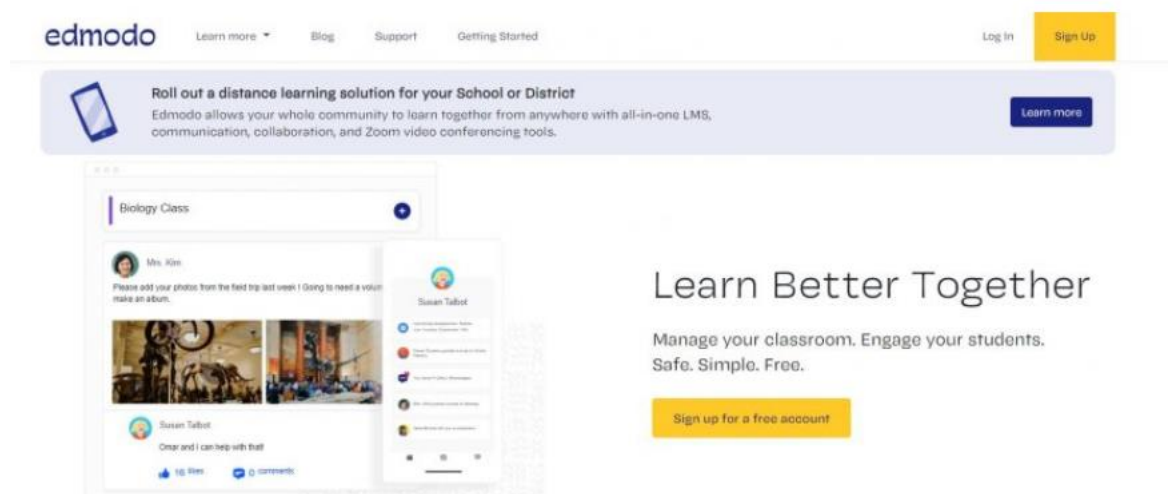 edmodo Learn more Blog Support Getting Started Log In Sign Up
Roll out a distance learning solution for your School or District
Edmodo allows your whole community to learn together from anywhere with all-in-one LMS,
communication, collaboration, and Zoom video conferencing tools.
Learn more
Biology Class
Mrs. Kim
Please add your photos from the field trip last week ! Going to need a
make an album.
Susan Talbot
Omar and I can help with that!
16 likes 0 comments
Susan Talbot
Learn Better Together
Manage your classroom. Engage your students.
Safe. Simple. Free.
Sign up for a free account